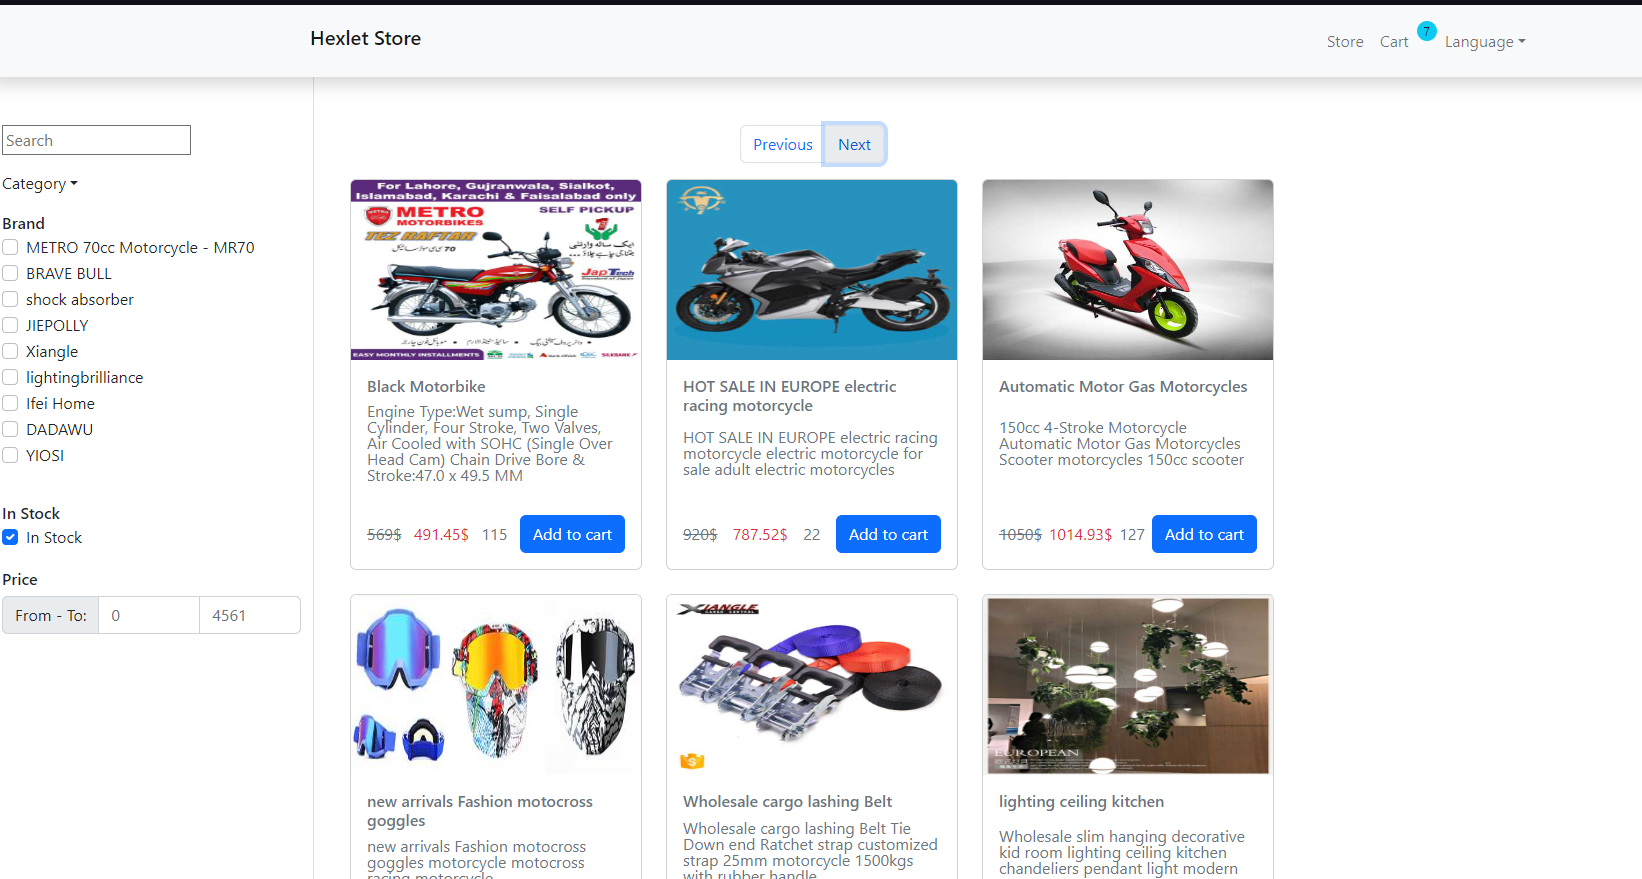 Hexlet Store
Store
Cart
7
Language
Search
Category
Brand
METRO 70cc Motorcycle - MR70
BRAVE BULL
shock absorber
JIEPOLLY
Xiangle
lightingbrilliance
Ifei Home
DADAWU
YIOSI
In Stock
In Stock
Price
From - To:
0
4561
Previous
Next
For Lahore, Gujranwala, Sialkot,
Islamabad, Karachi & Faisalabad only
METRO
MOTORBIKES
SELF PICKUP
TEZ RAFTAR
70
ایک سالہ وارنٹی
JapTech
EASY MONTHLY INSTALLMENTS
Black Motorbike
Engine Type:Wet sump, Single
Cylinder, Four Stroke, Two Valves,
Air Cooled with SOHC (Single Over
Head Cam) Chain Drive Bore &
Stroke:47.0 x 49.5 MM
569$
491.45$
115
Add to cart
HOT SALE IN EUROPE electric
racing motorcycle
HOT SALE IN EUROPE electric racing
motorcycle electric motorcycle for
sale adult electric motorcycles
920$
787.52$
22
Add to cart
Automatic Motor Gas Motorcycles
150cc 4-Stroke Motorcycle
Automatic Motor Gas Motorcycles
Scooter motorcycles 150cc scooter
1050$
1014.93$
127
Add to cart
new arrivals Fashion motocross
goggles
new arrivals Fashion motocross
goggles motorcycle motocross
racing motorcycle
XIANGLE
Wholesale cargo lashing Belt
Wholesale cargo lashing Belt Tie
Down end Ratchet strap customized
strap 25mm motorcycle 1500kgs
with rubber handle
EUROPEAN
lighting ceiling kitchen
Wholesale slim hanging decorative
kid room lighting ceiling kitchen
chandeliers pendant light modern